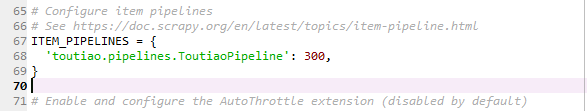 65 # Configure item pipelines
66 # See https://doc.scrapy.org/en/latest/topics/item-pipeline.html
67 ITEM_PIPELINES = {
68   'toutiao.pipelines.ToutiaoPipeline': 300,
69 }
70
71 # Enable and configure the AutoThrottle extension (disabled by default)